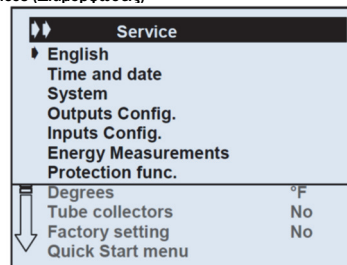 Service
English
Time and date
System
Outputs Config.
Inputs Config.
Energy Measurements
Protection func.
Degrees °F
Tube collectors No
Factory setting No
Quick Start menu